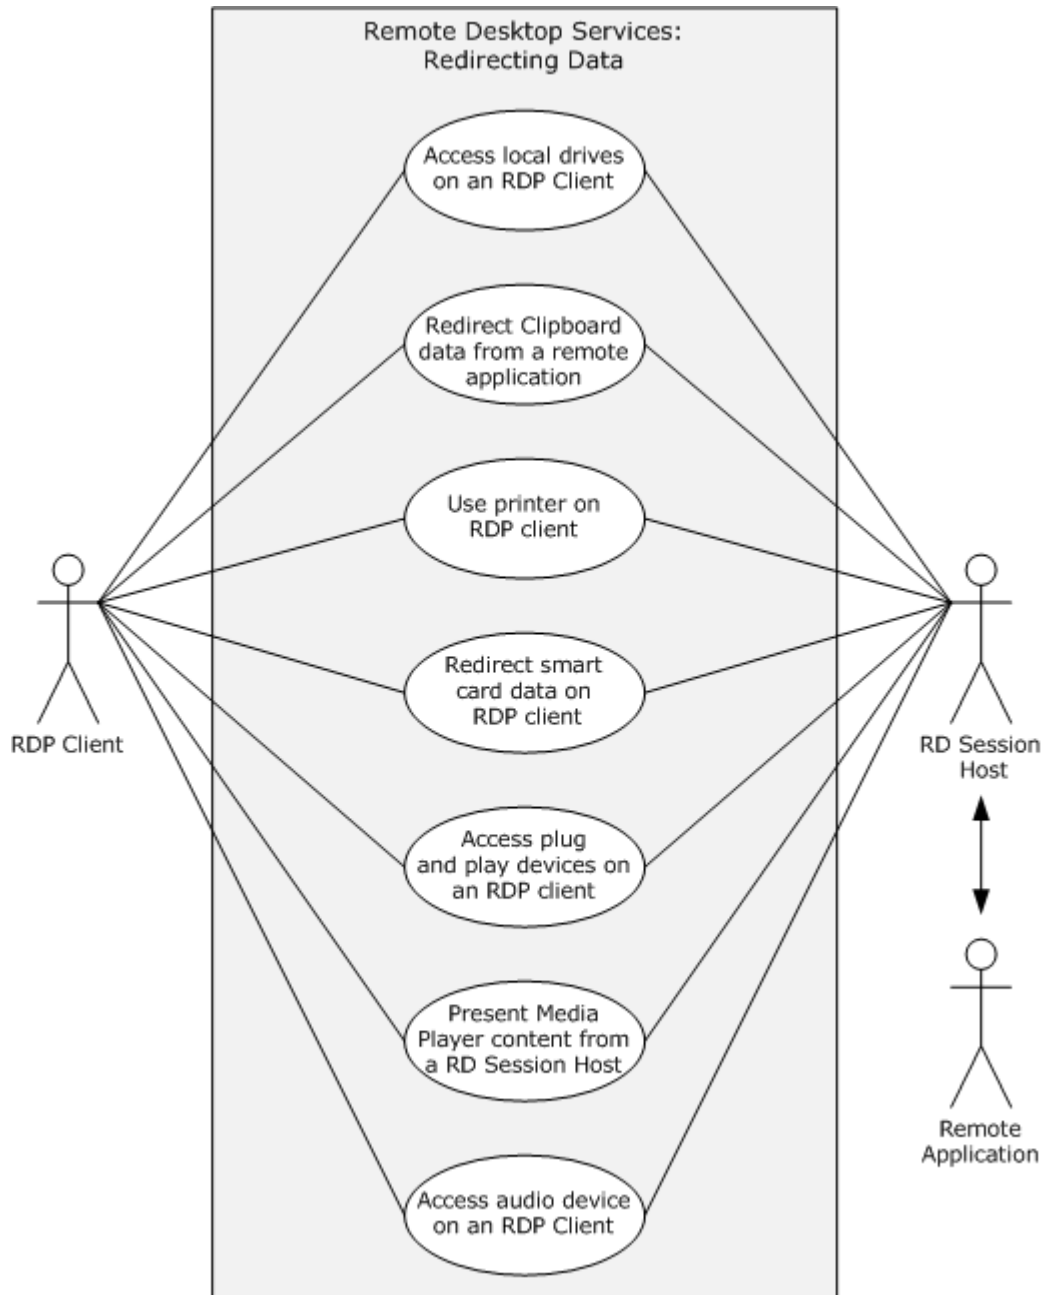 Remote Desktop Services:
Redirecting Data
Access local drives
on an RDP Client
Redirect Clipboard
data from a remote
application
Use printer on
RDP client
Redirect smart
card data on
RDP client
RDP Client
RD Session
Host
Access plug
and play devices on
an RDP client
Present Media
Player content from
a RD Session Host
Remote
Application
Access audio device
on an RDP Client